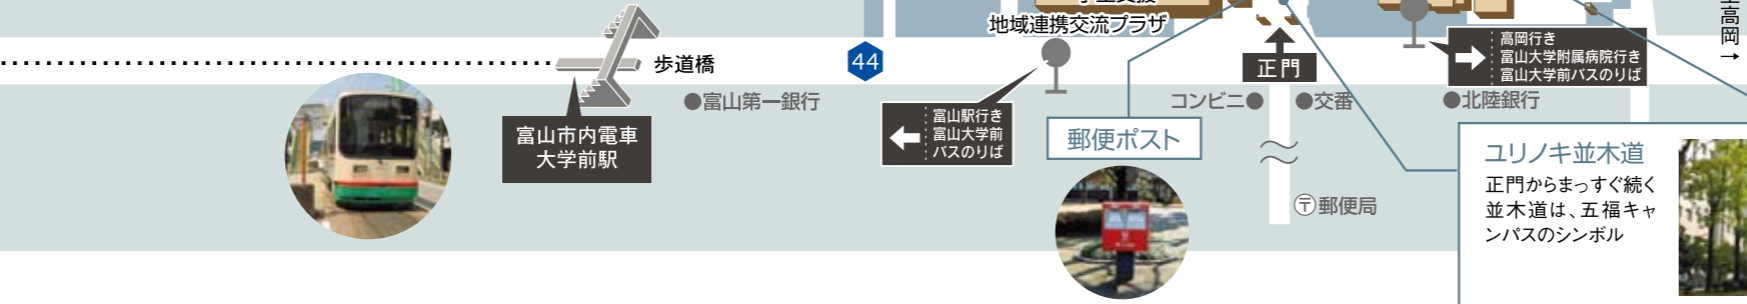 地域連携交流プラザ
高岡→
歩道橋
44
正門
高岡行き
富山大学附属病院行き
富山大学前バスのりば
●富山第一銀行
コンビニ●
●交番
●北陸銀行
富山市内電車
大学前駅
富山駅行き
富山大学前
バスのりば
郵便ポスト
〒郵便局
ユリノキ並木道
正門からまっすぐ続く
並木道は、五福キャ
ンパスのシンボル